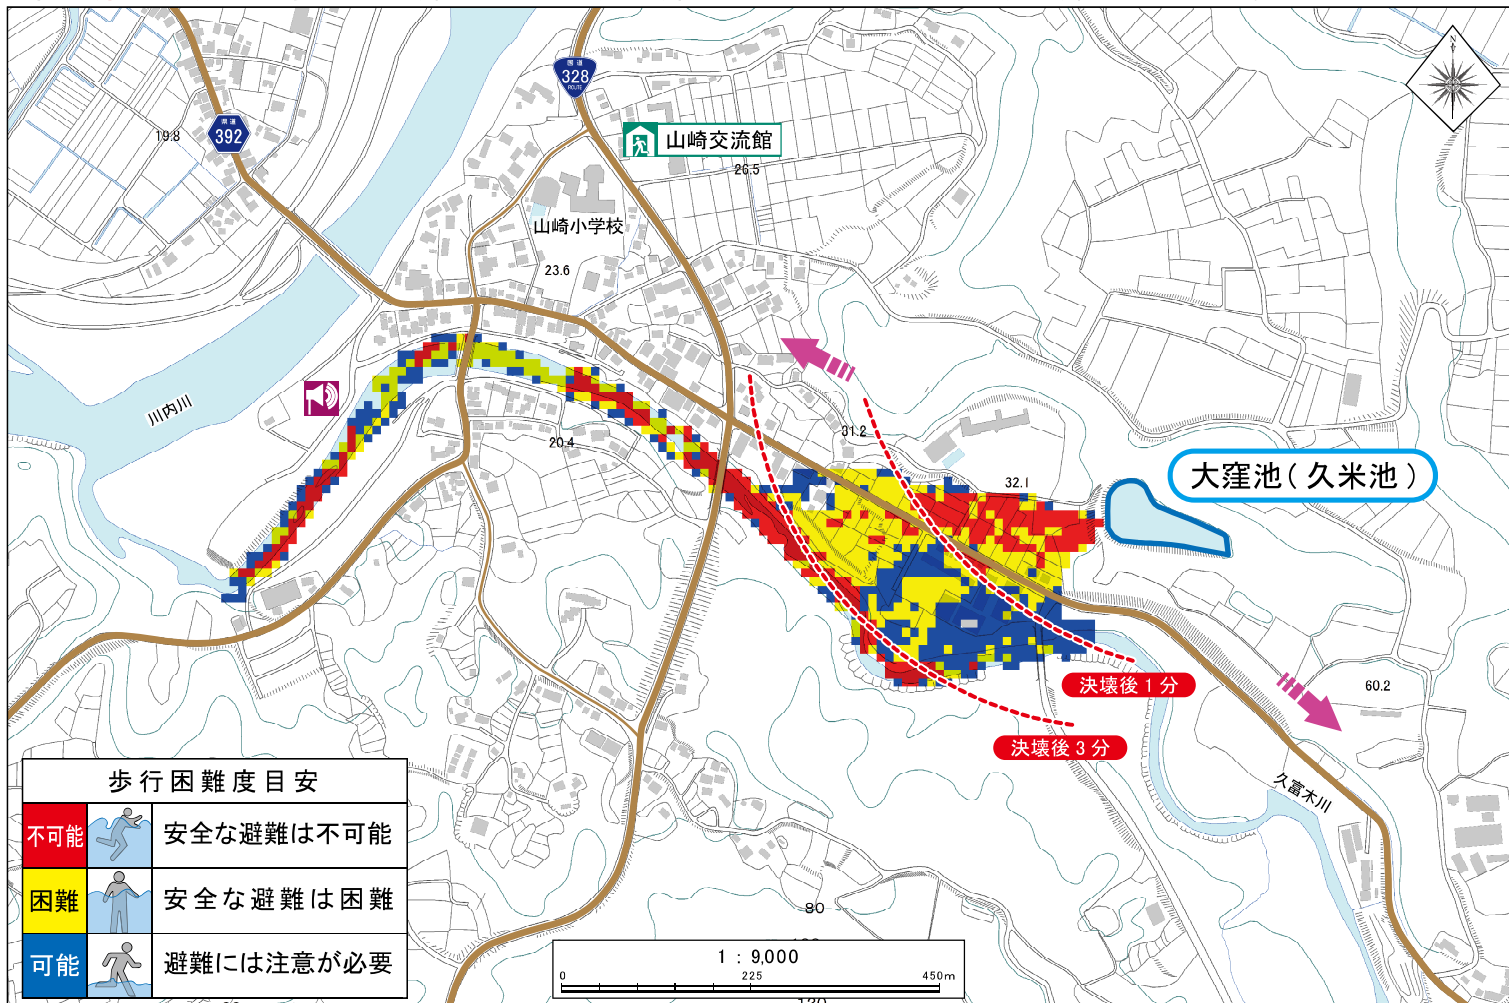 国道
328
ROUTE
県道
392
19.8
N
山崎交流館
26.5
山崎小学校
23.6
川内川
20.4
31.2
32.1
大窪池(久米池)
決壊後1分
決壊後3分
60.2
久富木川
歩行困難度目安
不可能
安全な避難は不可能
困難
安全な避難は困難
可能
避難には注意が必要
80
1:9,000
0
225
450m